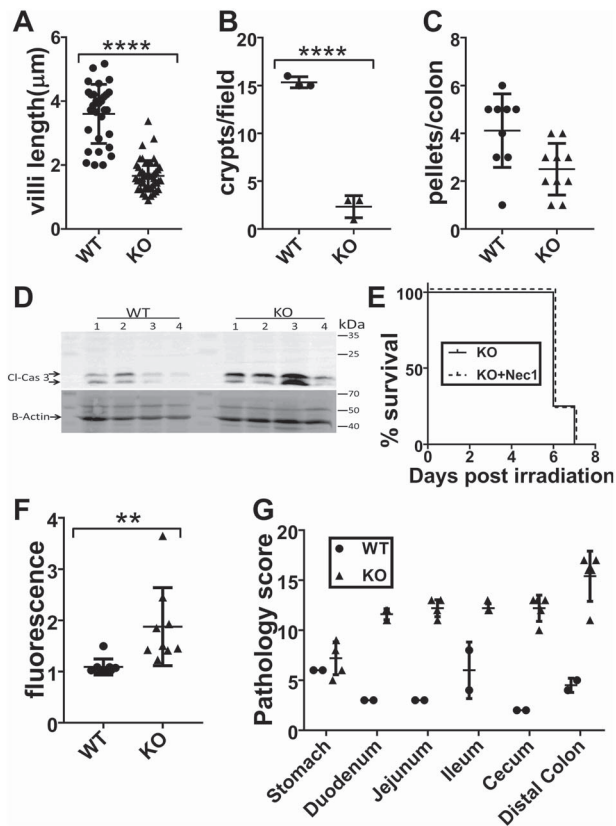 A
villi length(μm)
6
4
2
0
****
WT
KO
B
crypts/field
20
15
10
5
0
****
WT
KO
C
pellets/colon
8
6
4
2
0
WT
KO
D
WT
KO
1 2 3 4
1 2 3 4
kDa
Cl-Cas 3
B-Actin
35
25
70
50
40
E
% survival
100
50
0
KO
KO+Nec1
0 2 4 6 8
Days post irradiation
F
fluorescence
4
3
2
1
0
**
WT
KO
G
Pathology score
20
15
10
5
0
WT
KO
Stomach
Duodenum
Jejunum
Ileum
Cecum
Distal Colon